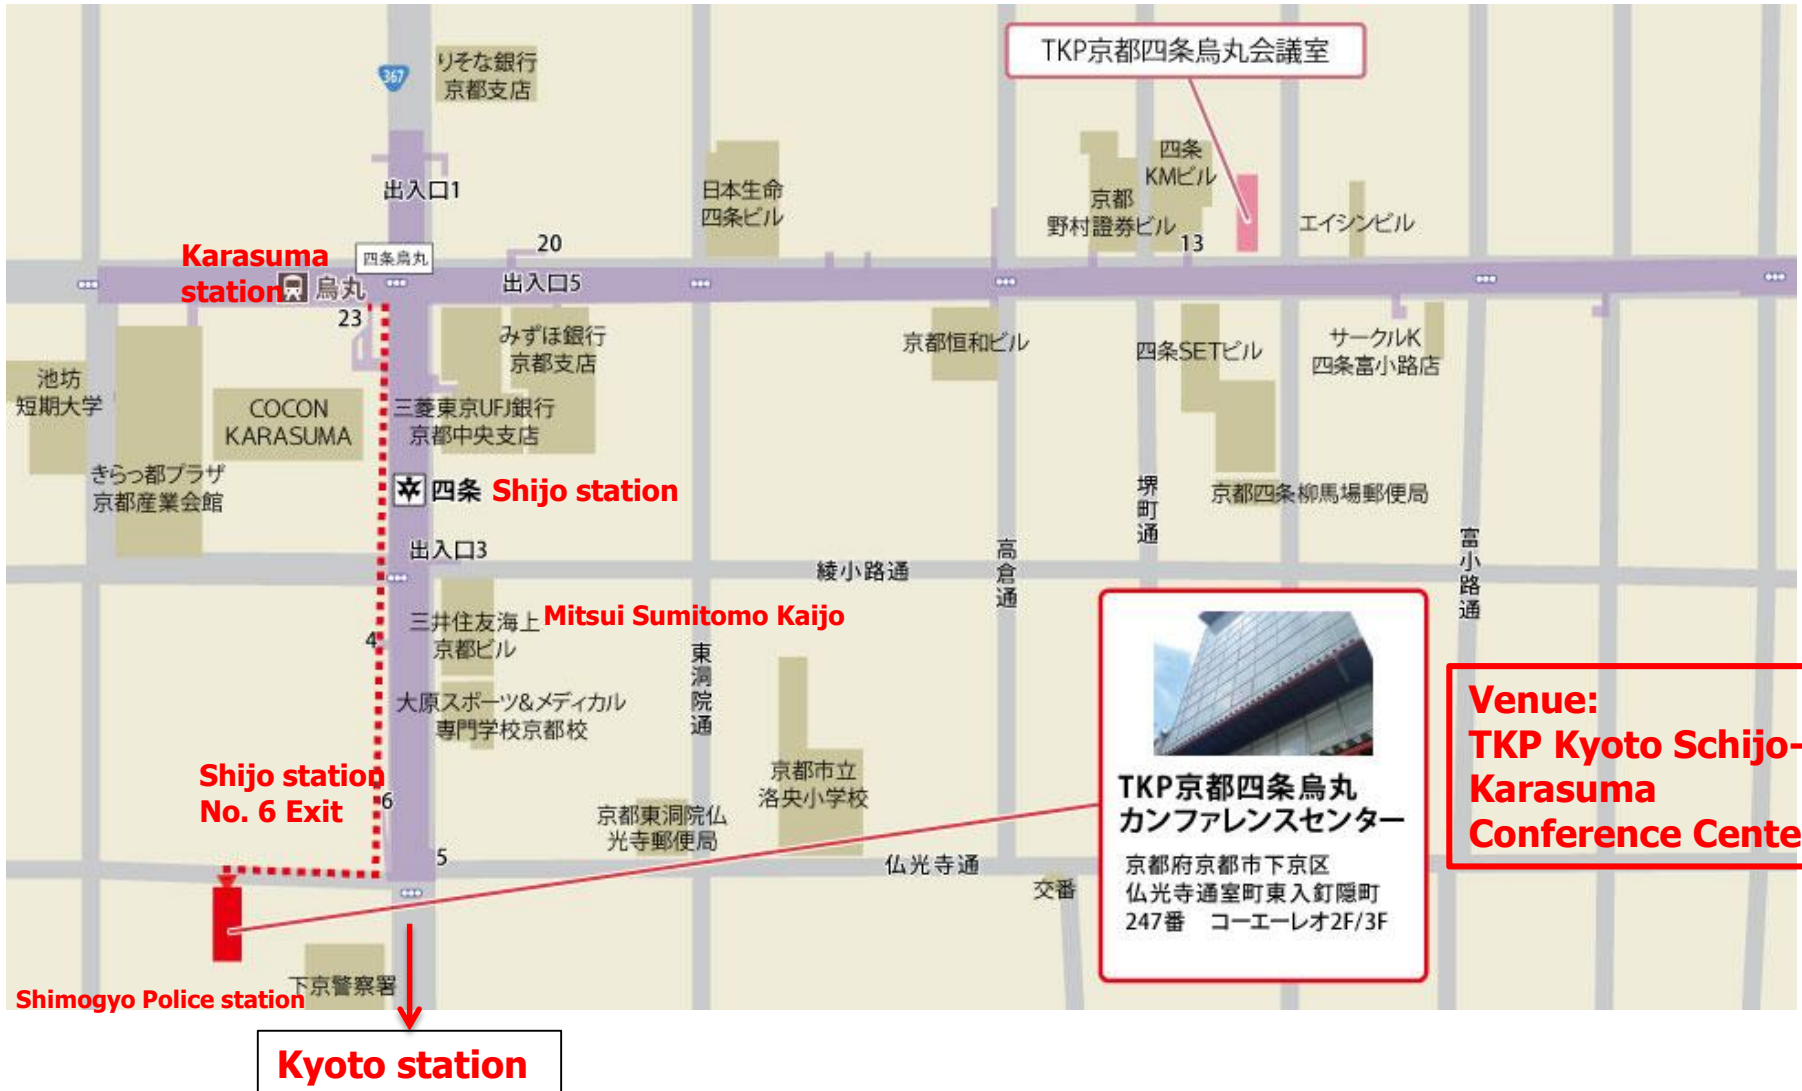 TKP京都四条烏丸会議室
367
りそな銀行
京都支店
出入口1
日本生命
四条ビル
四条
KMビル
京都
野村證券ビル
13
エイシンビル
Karasuma
station
四条烏丸
烏丸
20
出入口5
23
みずほ銀行
京都支店
京都恒和ビル
四条SETビル
サークルK
四条富小路店
池坊
短期大学
COCON
KARASUMA
三菱東京UFJ銀行
京都中央支店
きらっ都プラザ
京都産業会館
四条
Shijo station
堺町通
京都四条柳馬場郵便局
出入口3
綾小路通
高倉通
富小路通
4
三井住友海上
京都ビル
Mitsui Sumitomo Kaijo
東洞院通
大原スポーツ&メディカル
専門学校京都校
Shijo station
No. 6 Exit
6
京都市立
洛央小学校
京都東洞院仏
光寺郵便局
5
仏光寺通
交番
TKP京都四条烏丸
カンファレンスセンター
京都府京都市下京区
仏光寺通室町東入釘隠町
247番 コーエーレオ2F/3F
Venue:
TKP Kyoto Schijo-
Karasuma
Conference Cente
下京警察署
Shimogyo Police station
Kyoto station